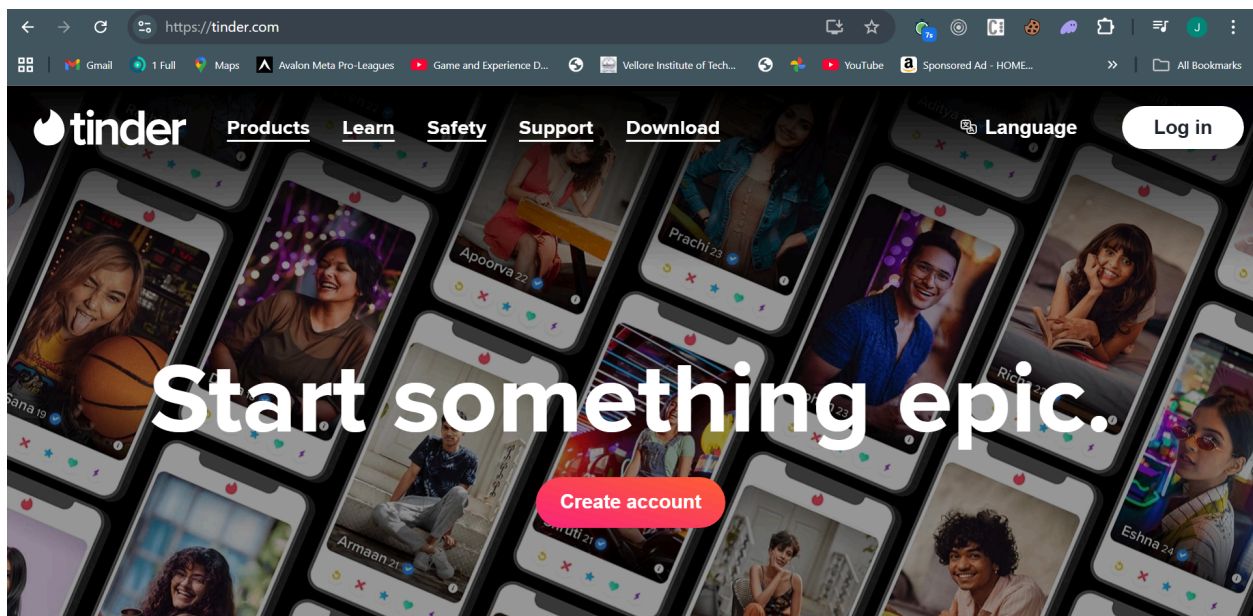 https://tinder.com
7s
J
Gmail
1 Full
Maps
Avalon Meta Pro-Leagues
Game and Experience D...
Vellore Institute of Tech...
YouTube
Sponsored Ad - HOME...
All Bookmarks
tinder
Products
Learn
Safety
Support
Download
Language
Log in
Apoorva 22
Prachi 23
Sana 19
Start something epic.
Create account
Armaan 21
Eshna 24